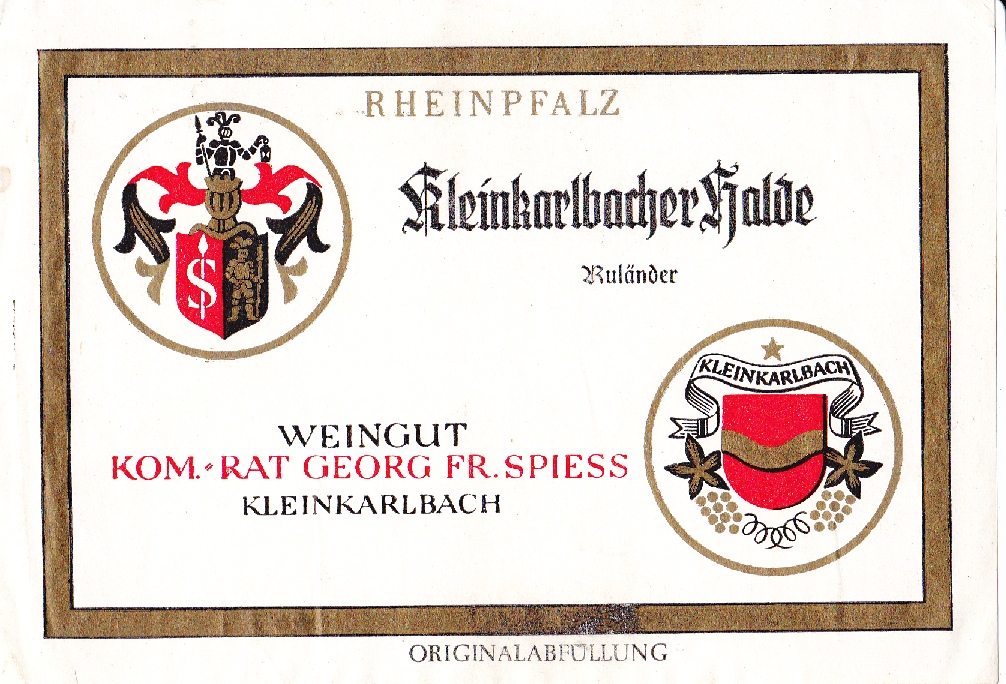 RHEINPFALZ
Kleinkarlbacher Halde
Ruländer
KLEINKARLBACH
WEINGUT
KOM.-RAT GEORG FR. SPIESS
KLEINKARLBACH
S
ORIGINALABFÜLLUNG